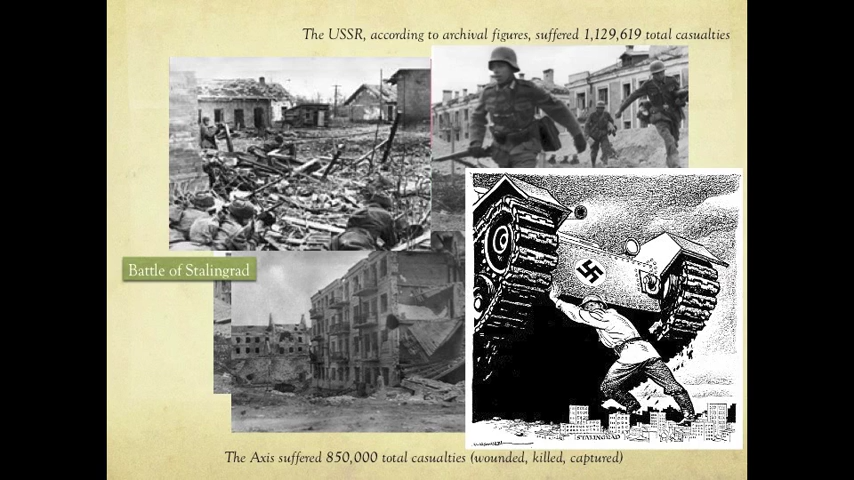 The USSR, according to archival figures, suffered 1,129,619 total casualties
Battle of Stalingrad
STALINGRAD
The Axis suffered 850,000 total casualties (wounded, killed, captured)